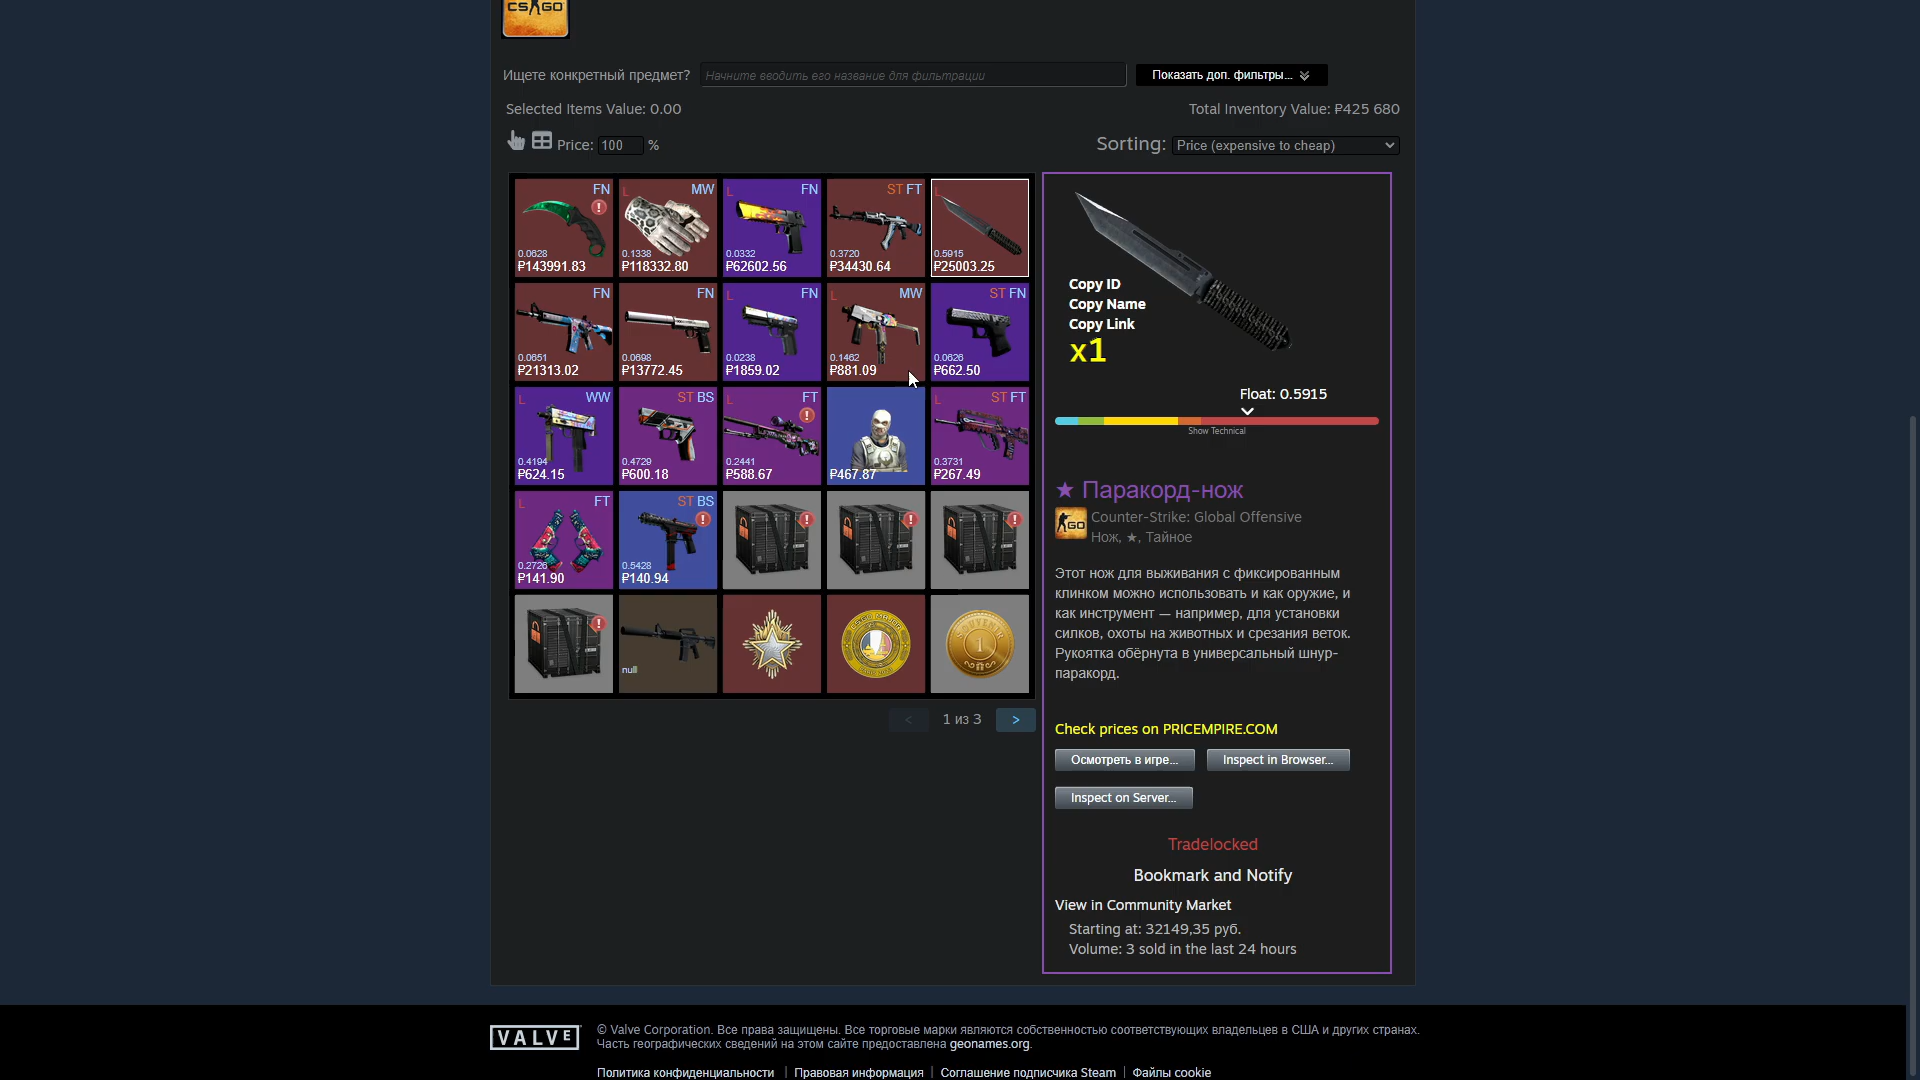 CS GO
Ищете конкретный предмет?
Начните вводить его название для фильтрации
Показать доп. фильтры...
Selected Items Value: 0.00
Total Inventory Value: ₽425 680
Price: 100 %
Sorting: Price (expensive to cheap)
FN
0.0628
₽143991.83
L MW
0.1338
₽118332.80
L FN
0.0332
₽62602.56
ST FT
0.3720
₽34430.64
L
0.5915
₽25003.25
FN
0.0651
₽21313.02
FN
0.0698
₽13772.45
L FN
0.0238
₽1859.02
L MW
0.1462
₽881.09
ST FN
0.0626
₽662.50
L WW
0.4194
₽624.15
ST BS
0.4729
₽600.18
L FT
0.2441
₽588.67
₽467.87
L ST FT
0.3731
₽267.49
L FT
0.2726
₽141.90
ST BS
0.5428
₽140.94
null
SOUVENIR
1
<
1 из 3
>
Copy ID
Copy Name
Copy Link
x1
Float: 0.5915
Show Technical
★ Паракорд-нож
GO
Counter-Strike: Global Offensive
Нож, ★, Тайное
Этот нож для выживания с фиксированным
клинком можно использовать и как оружие, и
как инструмент — например, для установки
силков, охоты на животных и срезания веток.
Рукоятка обёрнута в универсальный шнур-
паракорд.
Check prices on PRICEMPIRE.COM
Осмотреть в игре...
Inspect in Browser...
Inspect on Server...
Tradelocked
Bookmark and Notify
View in Community Market
Starting at: 32149,35 руб.
Volume: 3 sold in the last 24 hours
VALVE
© Valve Corporation. Все права защищены. Все торговые марки являются собственностью соответствующих владельцев в США и других странах.
Часть географических сведений на этом сайте предоставлена geonames.org.
Политика конфиденциальности | Правовая информация | Соглашение подписчика Steam | Файлы cookie